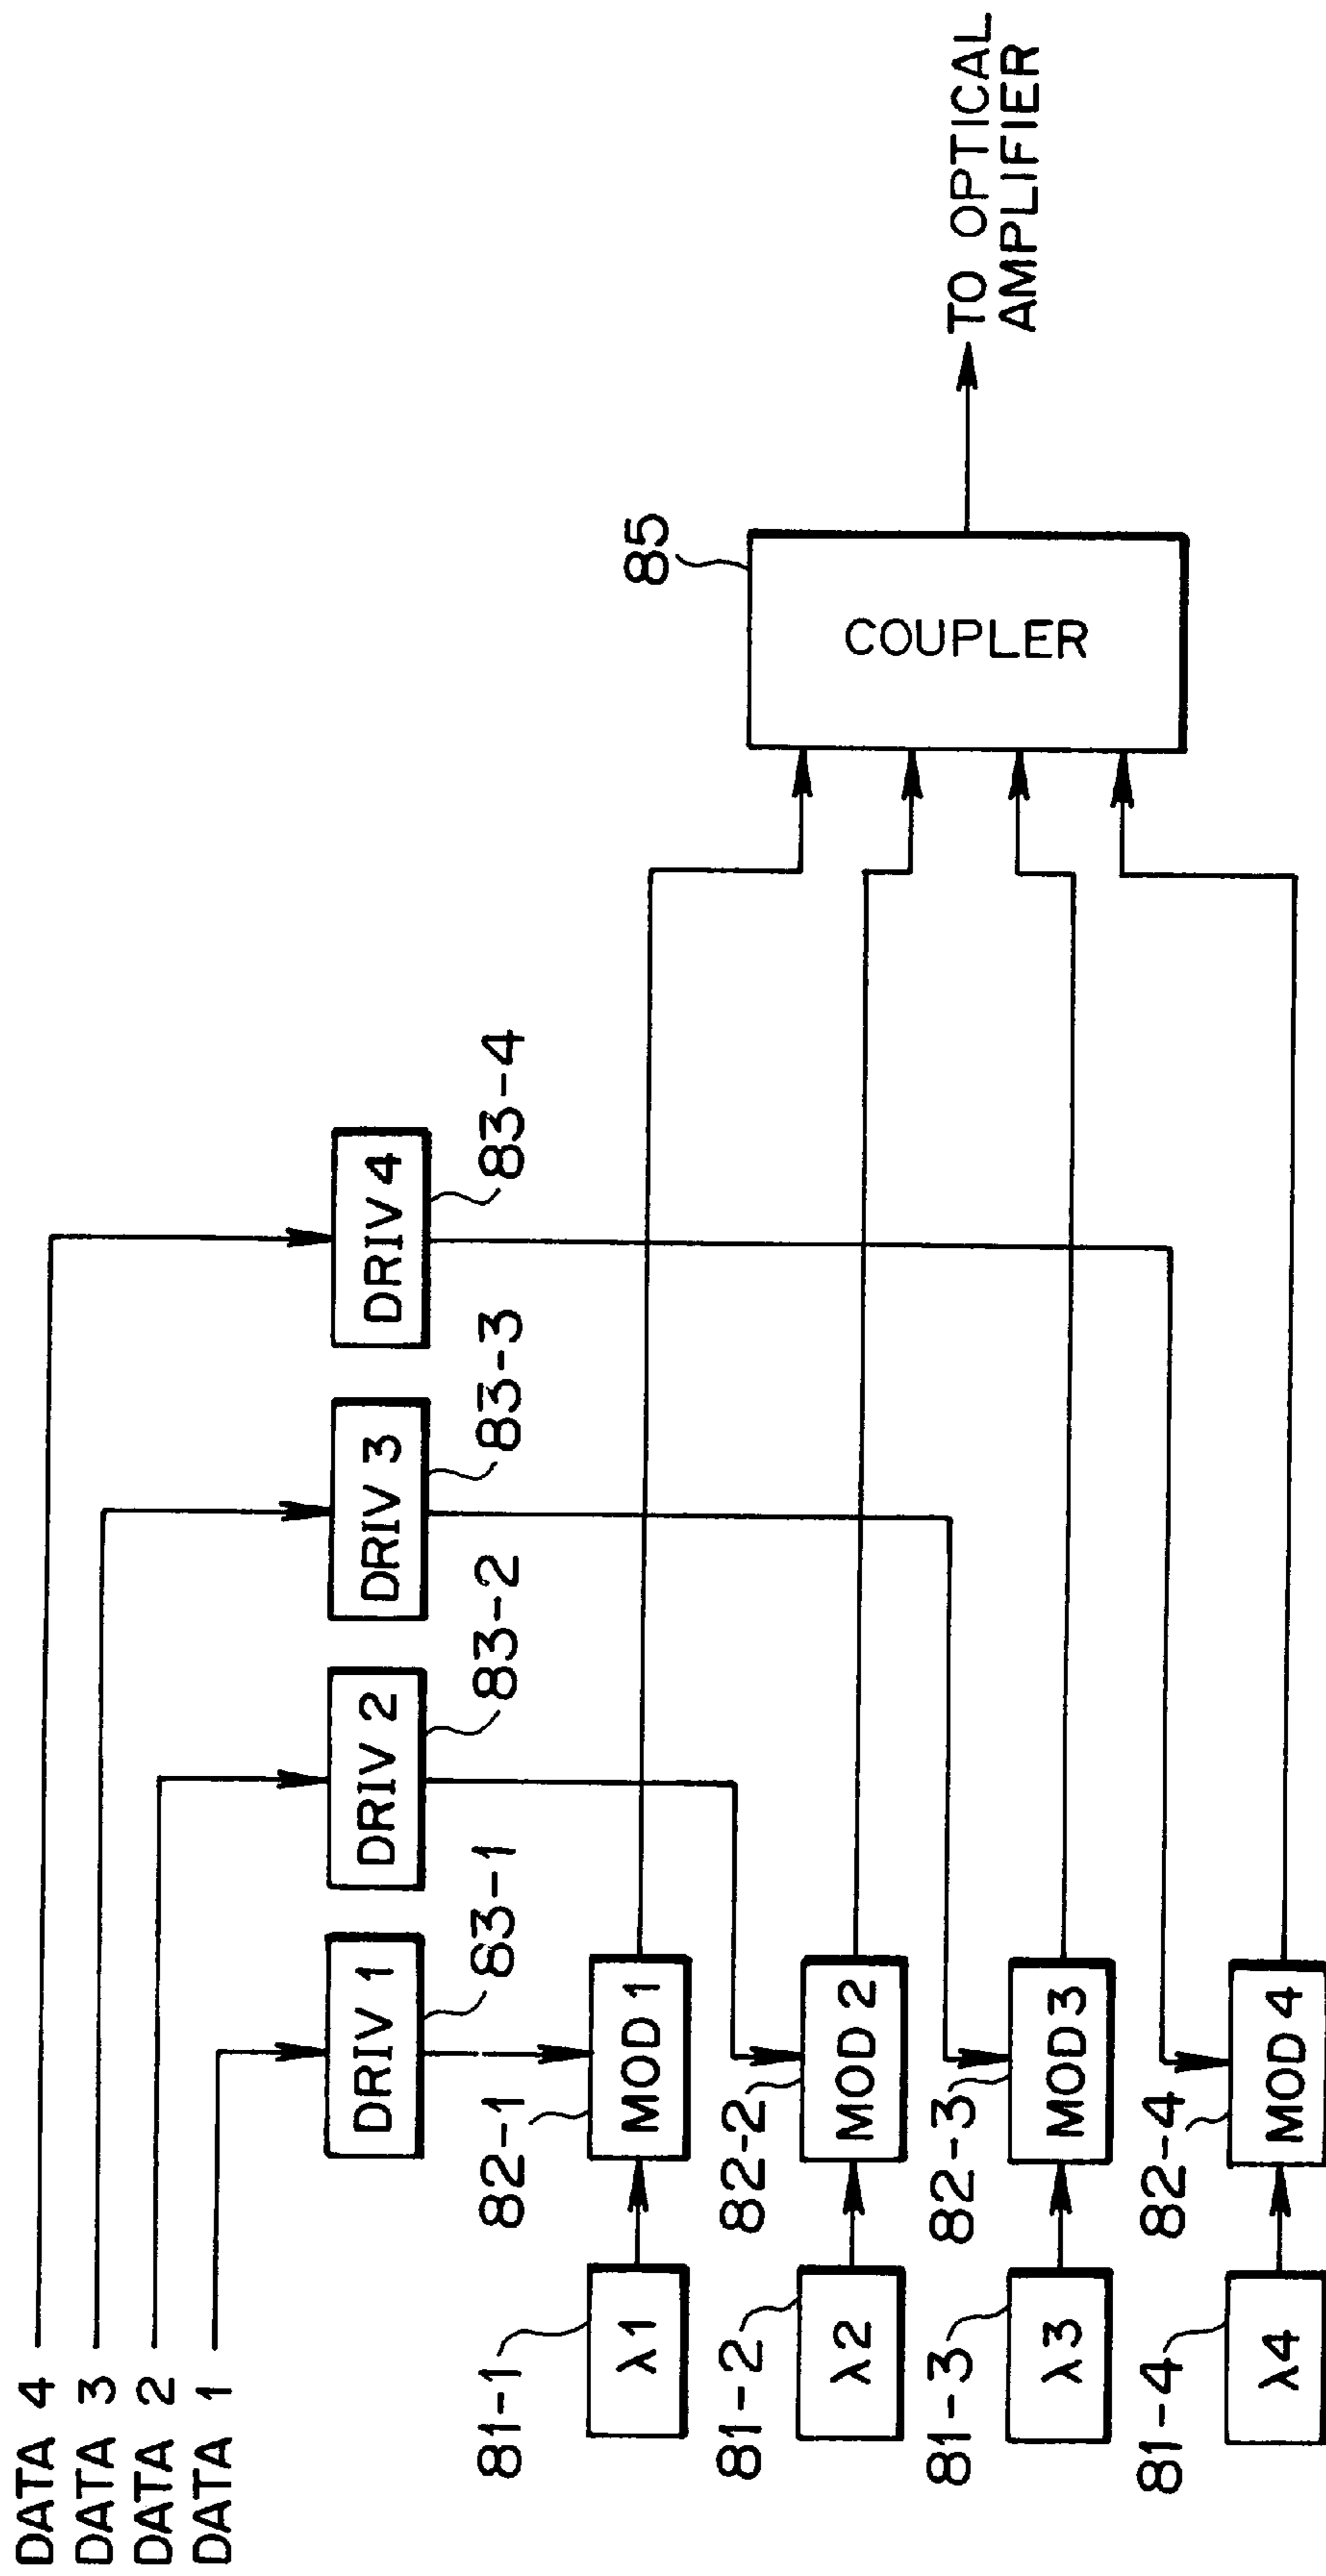 DATA 4
DATA 3
DATA 2
DATA 1
DRIV 1
DRIV 2
DRIV 3
DRIV 4
83-1
83-2
83-3
83-4
82-1
MOD 1
81-1
λ1
82-2
MOD 2
81-2
λ2
82-3
MOD 3
81-3
λ3
82-4
MOD 4
81-4
λ4
85
COUPLER
TO OPTICAL
AMPLIFIER